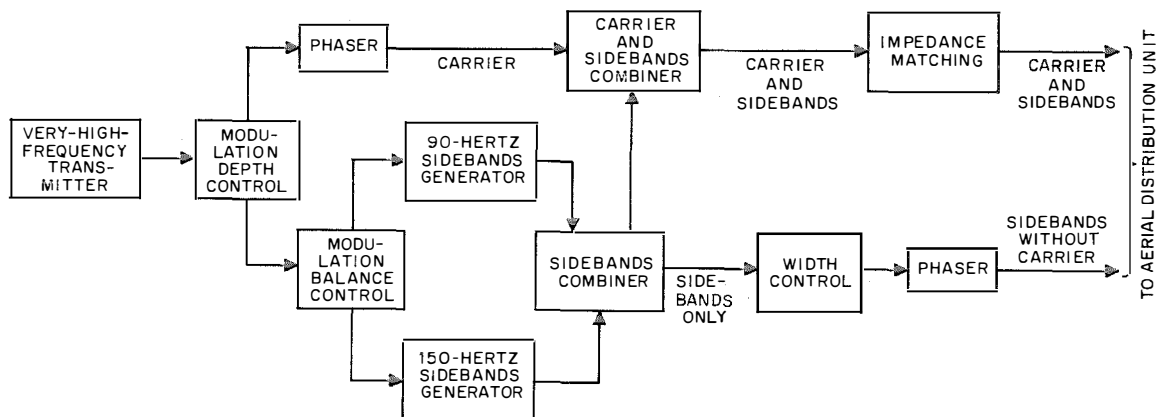 PHASER
CARRIER
CARRIER
AND
SIDEBANDS
COMBINER
CARRIER
AND
SIDEBANDS
IMPEDANCE
MATCHING
CARRIER
AND
SIDEBANDS
VERY-HIGH-
FREQUENCY
TRANS-
MITTER
MODU-
LATION
DEPTH
CONTROL
90-HERTZ
SIDEBANDS
GENERATOR
MODU-
LATION
BALANCE
CONTROL
SIDEBANDS
COMBINER
SIDE-
BANDS
ONLY
WIDTH
CONTROL
PHASER
SIDEBANDS
WITHOUT
CARRIER
150-HERTZ
SIDEBANDS
GENERATOR
TO AERIAL DISTRIBUTION UNIT